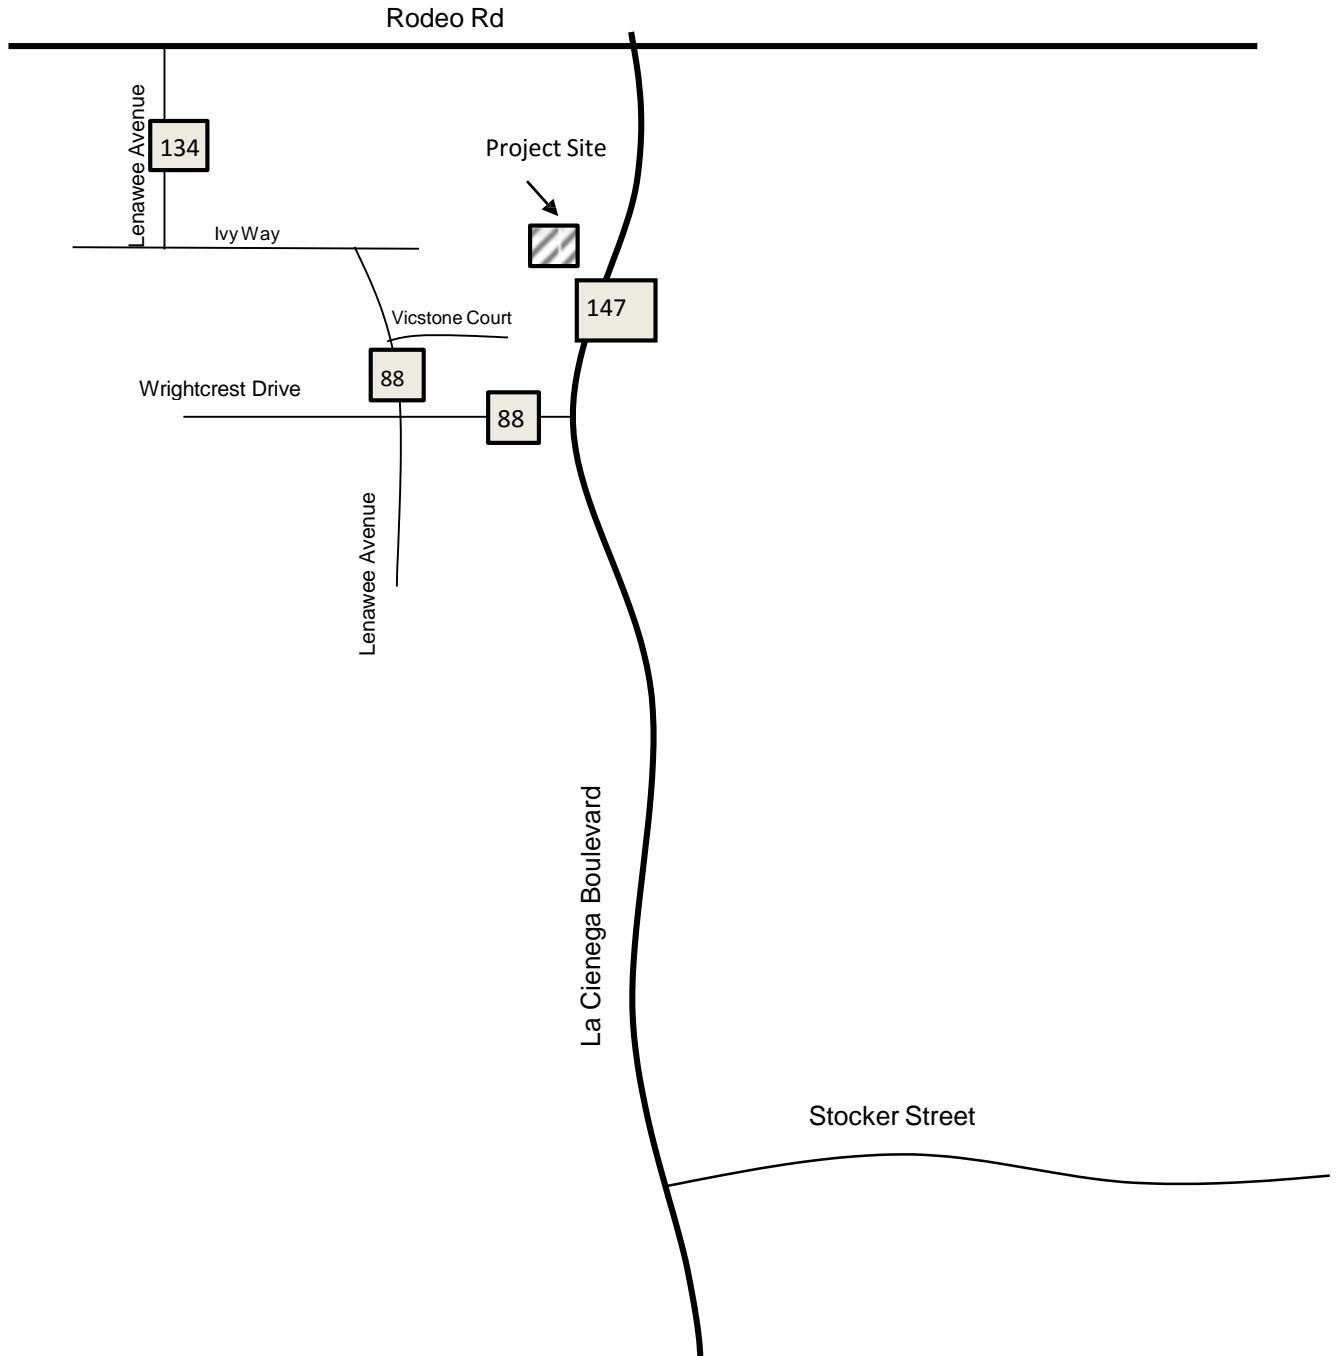 Rodeo Rd
Lenawee Avenue
134
Project Site
Ivy Way
147
Vicstone Court
88
Wrightcrest Drive
88
Lenawee Avenue
La Cienega Boulevard
Stocker Street